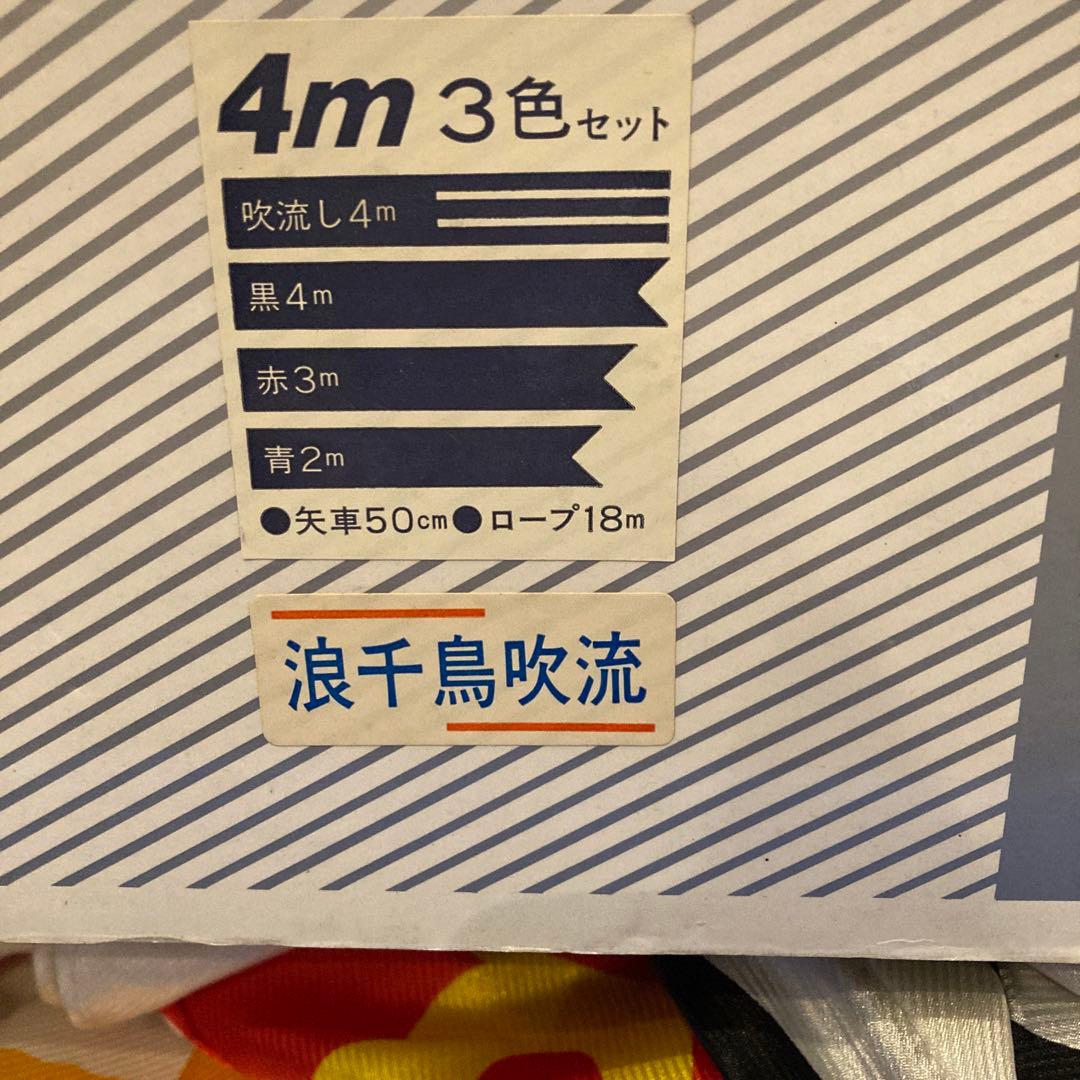 4m 3色セット
吹流し4m
黒4m
赤3m
青2m
●矢車50cm●ロープ18m
浪千鳥吹流